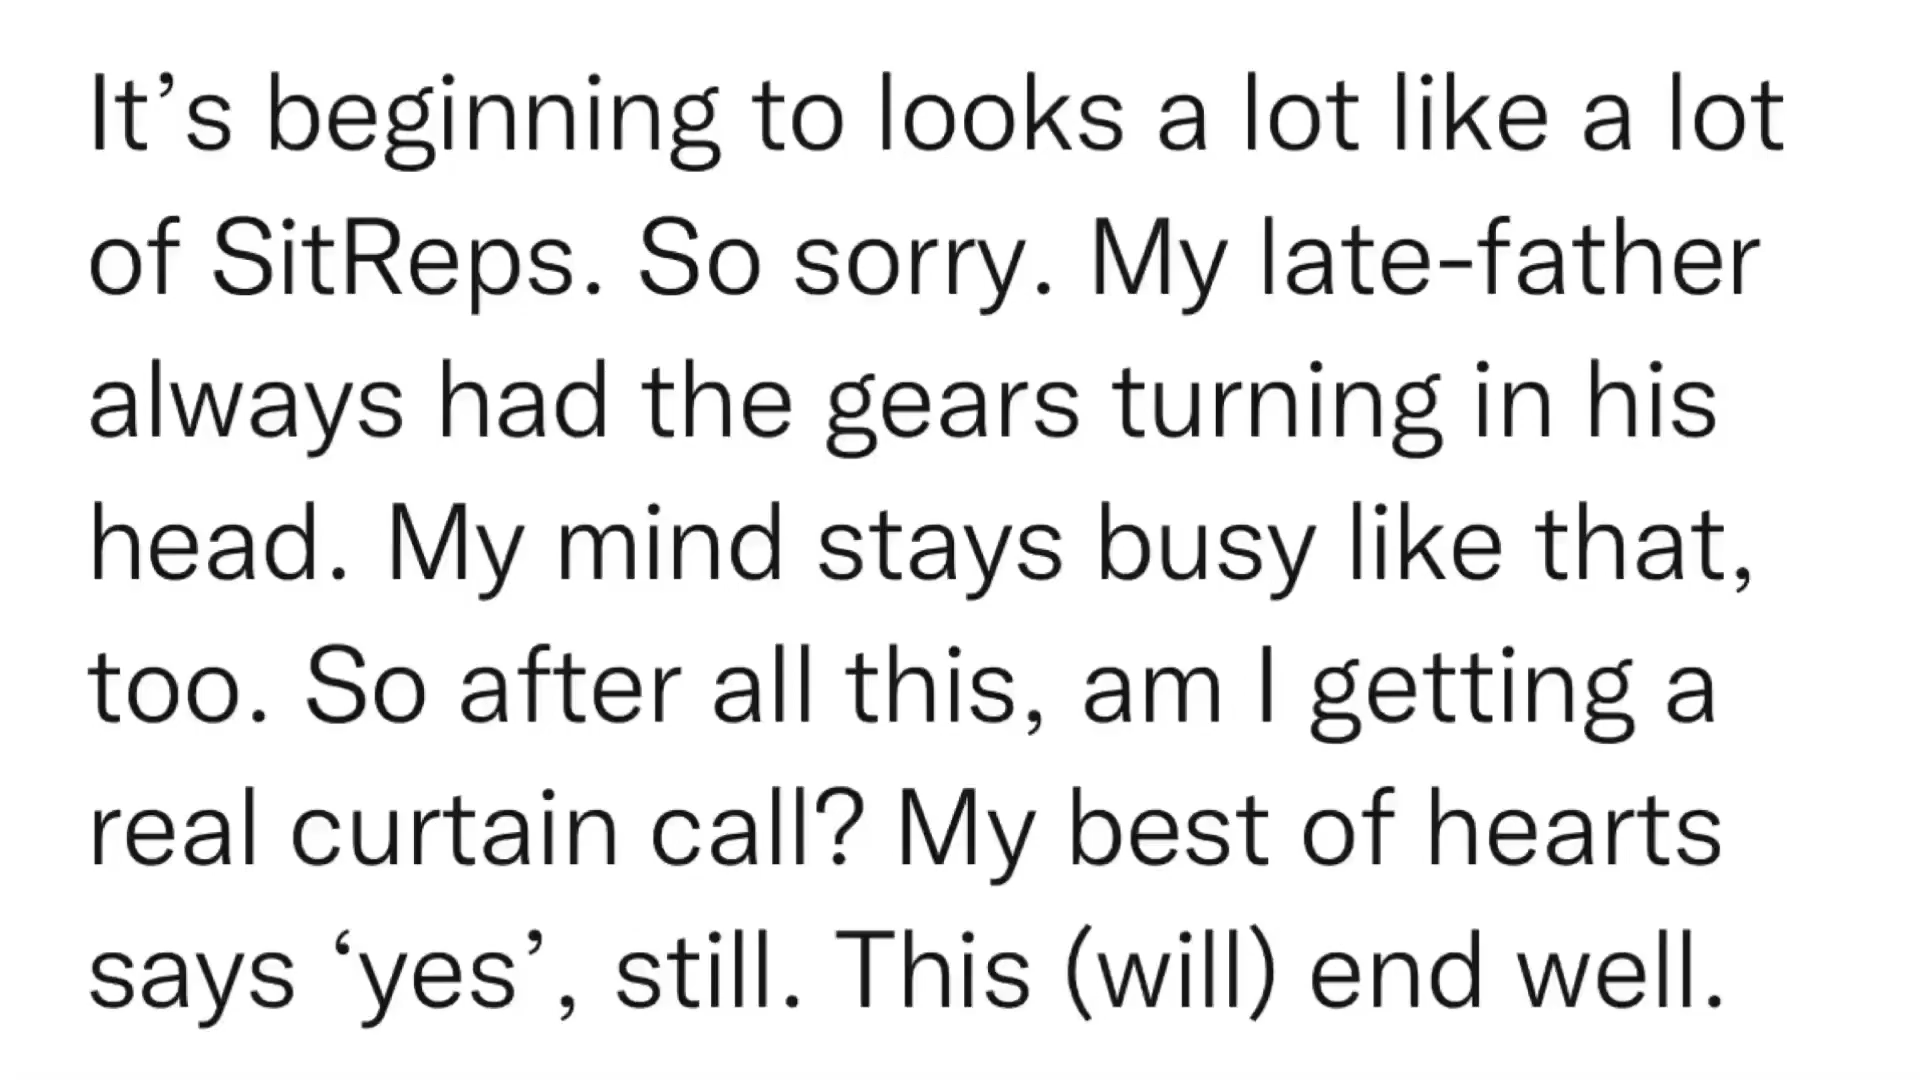 It’s beginning to looks a lot like a lot
of SitReps. So sorry. My late-father
always had the gears turning in his
head. My mind stays busy like that,
too. So after all this, am I getting a
real curtain call? My best of hearts
says ‘yes’, still. This (will) end well.